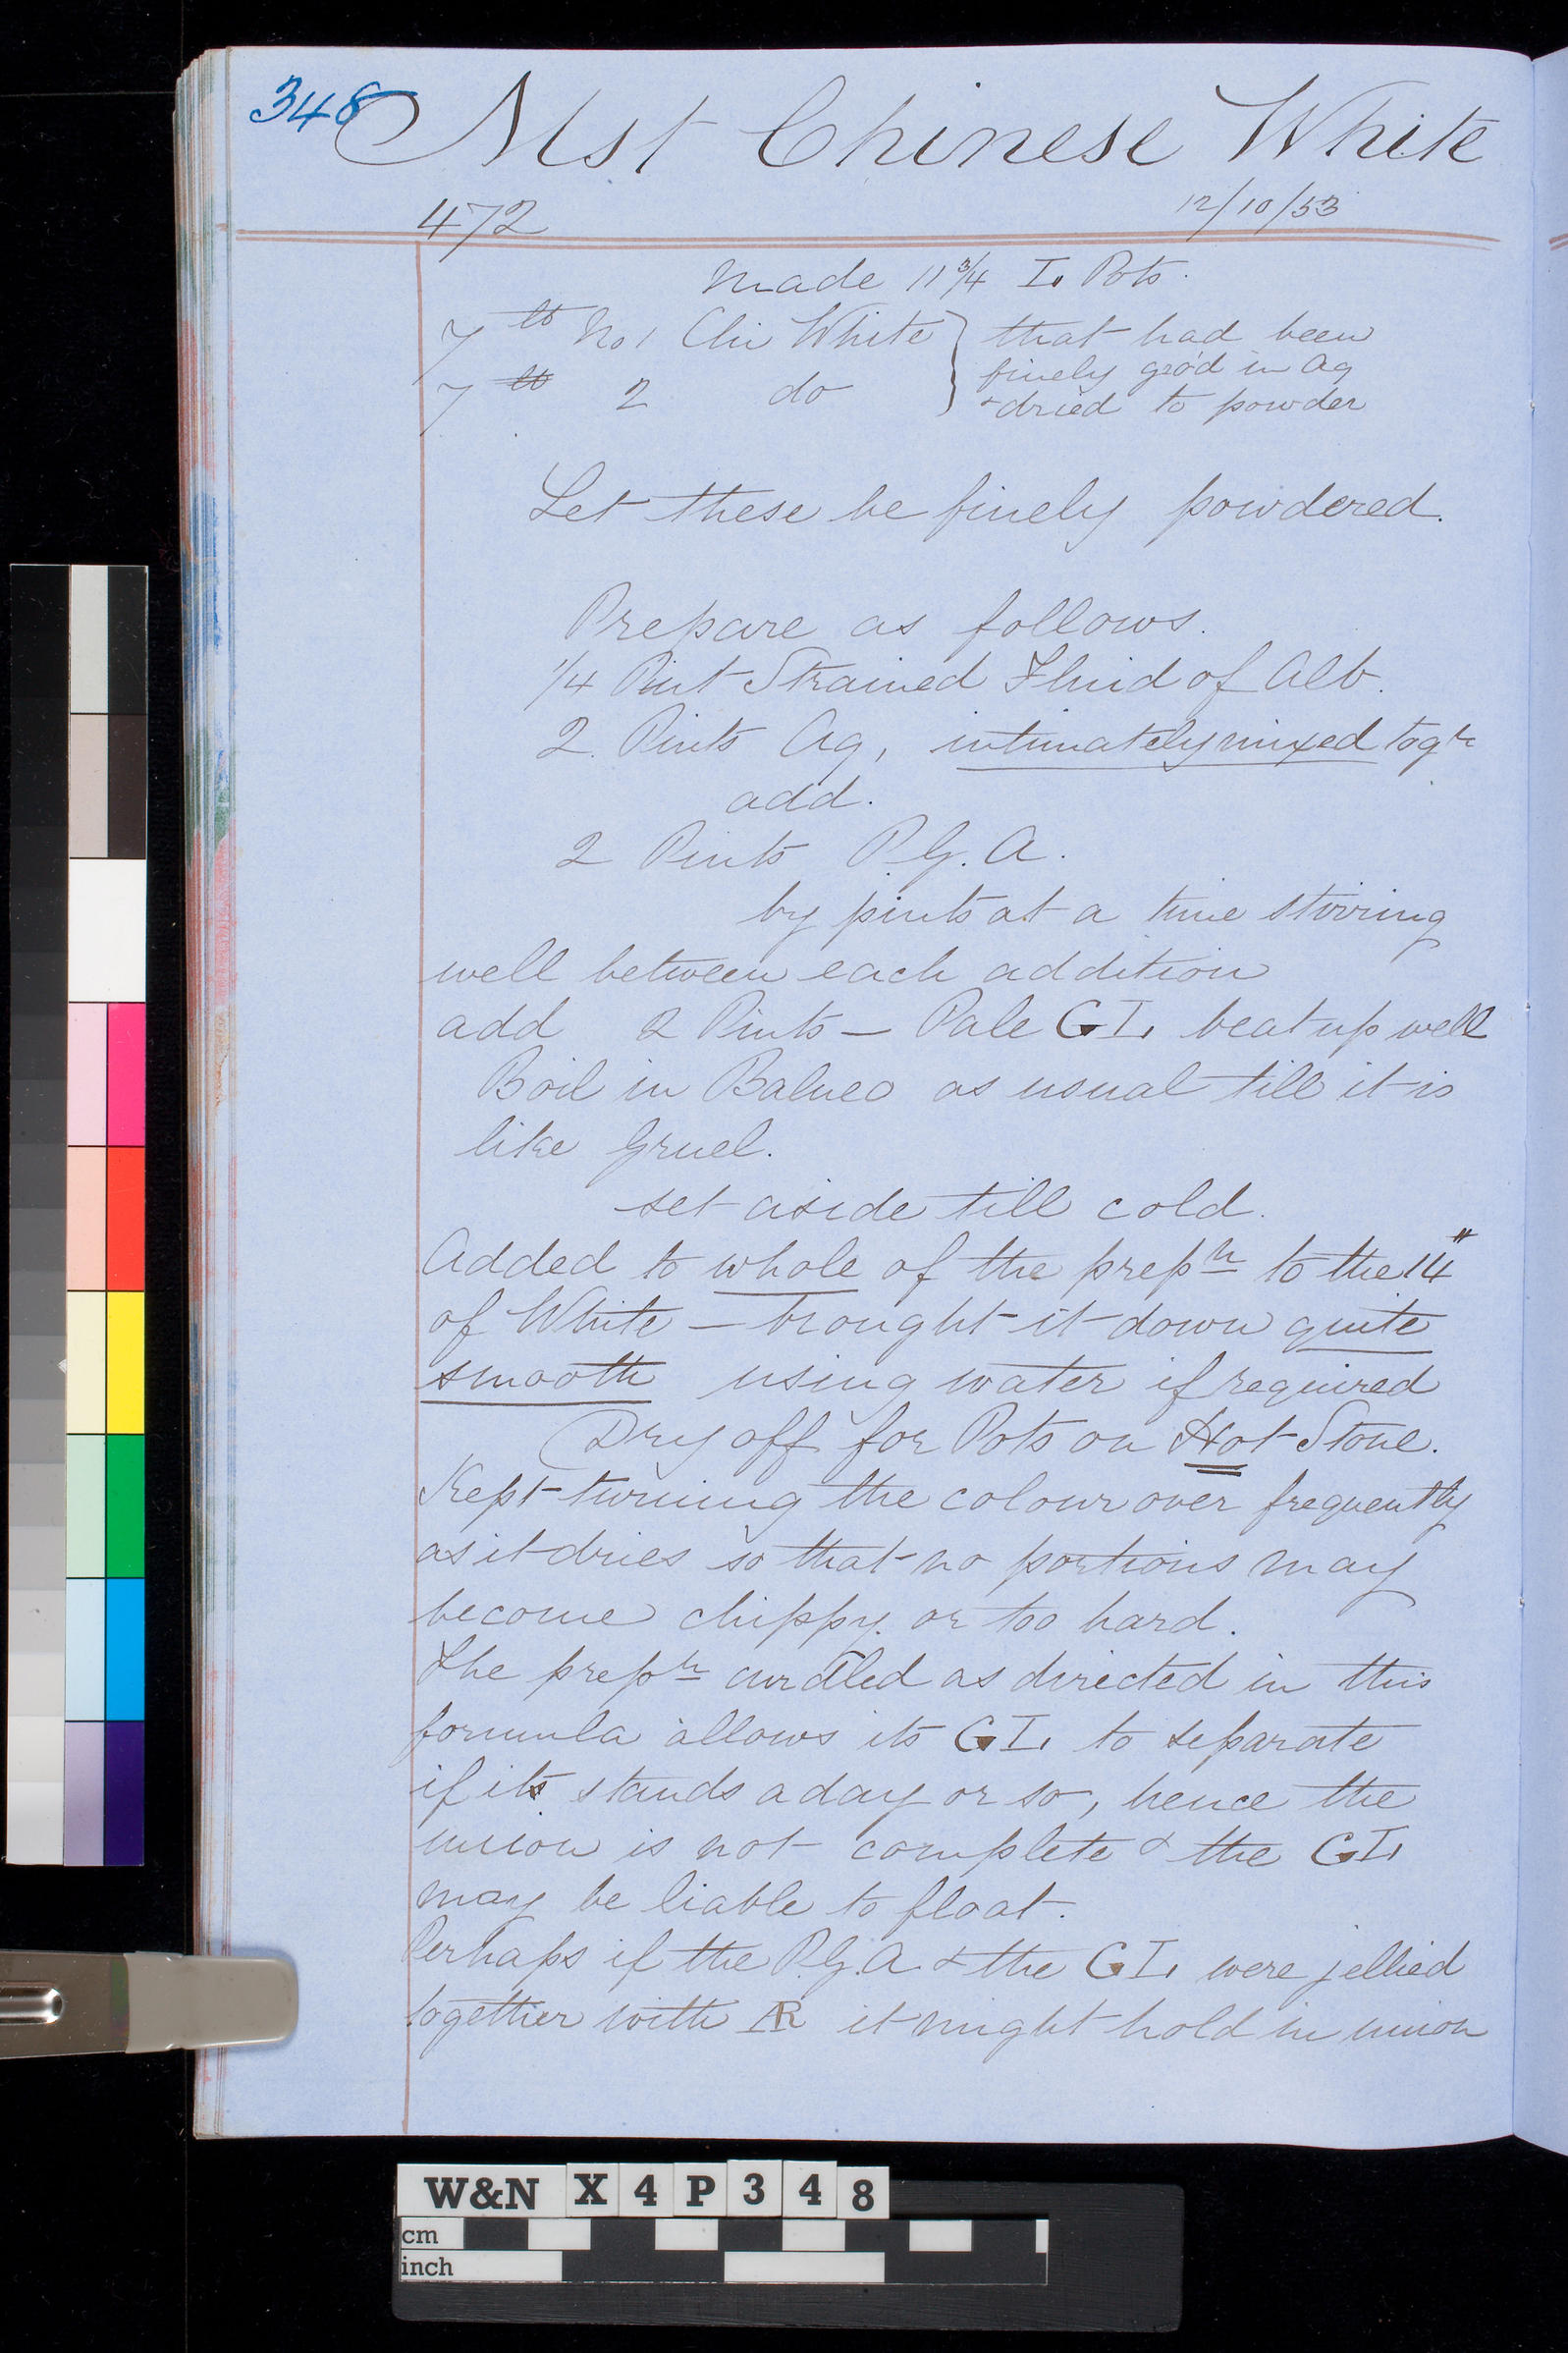 348
Mst Chinese White
472
12/10/53
Made 11 3/4 I. Pots.
7 lb No 1 Chi White } that had been
finely gro'd in Aq
7 lb 2 do
& dried to powder
Let these be finely powdered.
Prepare as follows.
1/4 Pint Strained Fluid of Alb.
2 Pints Aq, intimately mixed togr
add.
2 Pints P.G.A.
by pints at a time stirring
well between each addition
add 2 Pints — Pale GI. beat up well
Boil in Balneo as usual till it is
like Gruel.
set aside till cold.
Added to whole of the prepn to the 14#
of White — brought it down quite
smooth using water if required
Dry off for Pots on Hot Stone.
Kept turning the colour over frequently
as it dries so that no portions may
become chippy or too hard.
The prepn curdled as directed in this
formula allows its GI. to separate
if its stands a day or so, hence the
union is not complete & the GI.
may be liable to float.
Perhaps if the P.G.A. & the GI. were jellied
together with AR it might hold in union
W&N X 4 P 3 4 8
cm
inch